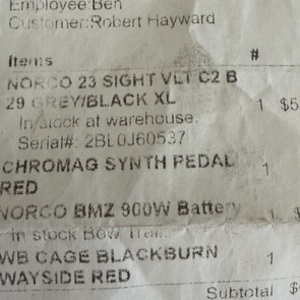 Employee:Ben
Customer:Robert Hayward
Items #
NORCO 23 SIGHT VLT C2 B
29 GREY/BLACK XL 1 $5
In stock at warehouse.
Serial#: 2BL0J60537
CHROMAG SYNTH PEDAL 1
RED
NORCO BMZ 900W Battery 1 $
In stock Bow
WB CAGE BLACKBURN 1
WAYSIDE RED
Subtotal $